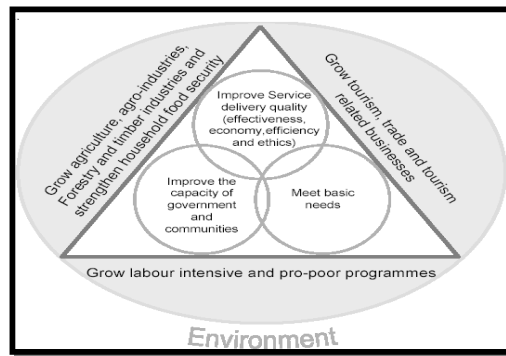 Grow agriculture, agro-industries,
Forestry and timber industries and
strengthen household food security
Grow tourism, trade and tourism
related businesses
Improve Service
delivery quality
(effectiveness,
economy,efficiency
and ethics)
Improve the
capacity of
government
and
communities
Meet basic
needs
Grow labour intensive and pro-poor programmes
Environment